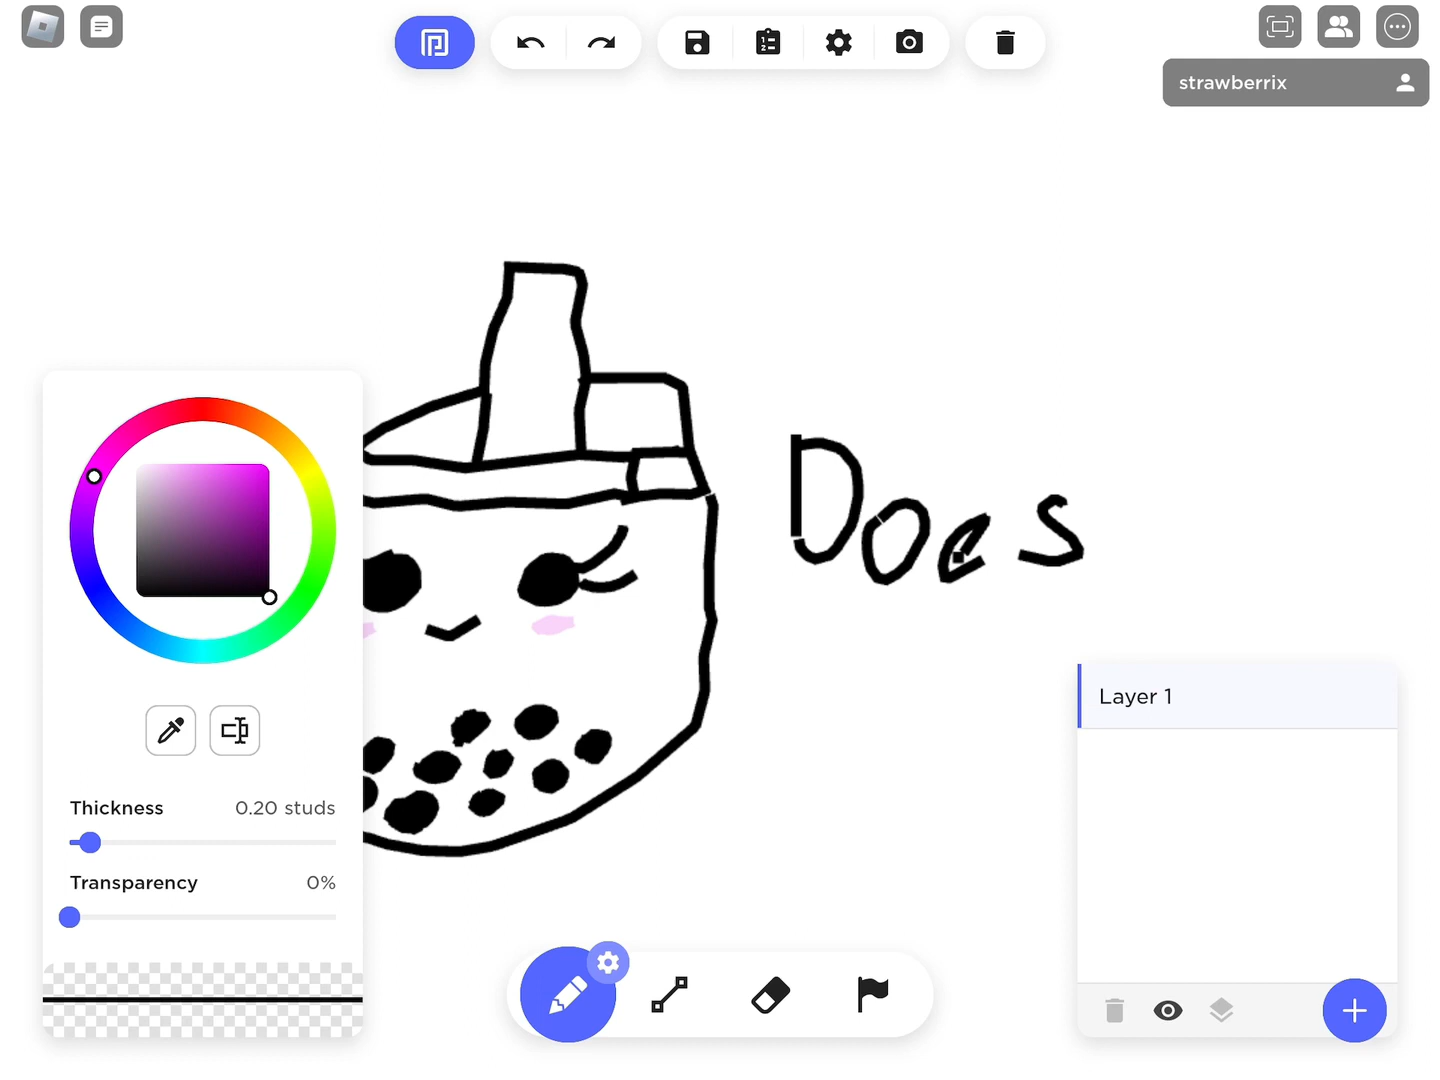 strawberrix
Does
Layer 1
Thickness 0.20 studs
Transparency 0%